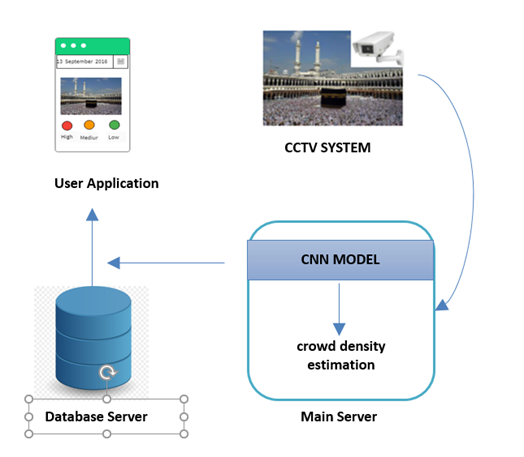 13 September 2016
High Mediur Low
User Application
CCTV SYSTEM
CNN MODEL
crowd density
estimation
Database Server
Main Server